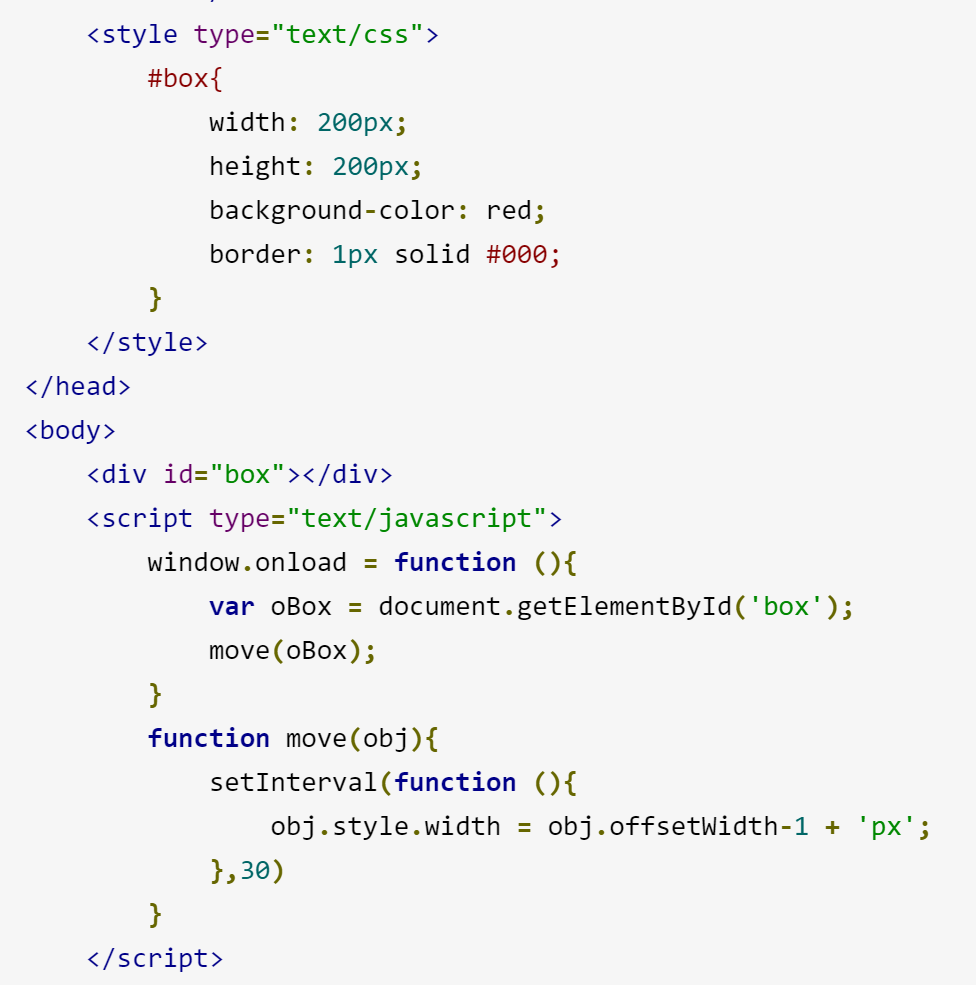 <style type="text/css">
#box{
width: 200px;
height: 200px;
background-color: red;
border: 1px solid #000;
}
</style>
</head>
<body>
<div id="box"></div>
<script type="text/javascript">
window.onload = function (){
var oBox = document.getElementById('box');
move(oBox);
}
function move(obj){
setInterval(function (){
obj.style.width = obj.offsetWidth-1 + 'px';
},30)
}
</script>